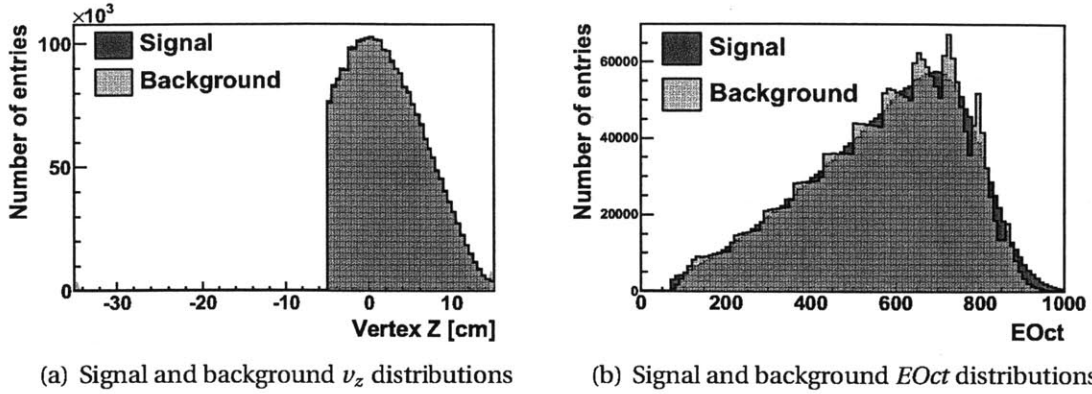 ×10³
100
50
0
Number of entries
Signal
Background
-30 -20 -10 0 10
Vertex Z [cm]
(a) Signal and background νz distributions
60000
40000
20000
0
Number of entries
Signal
Background
200 400 600 800 1000
EOct
(b) Signal and background EOct distributions